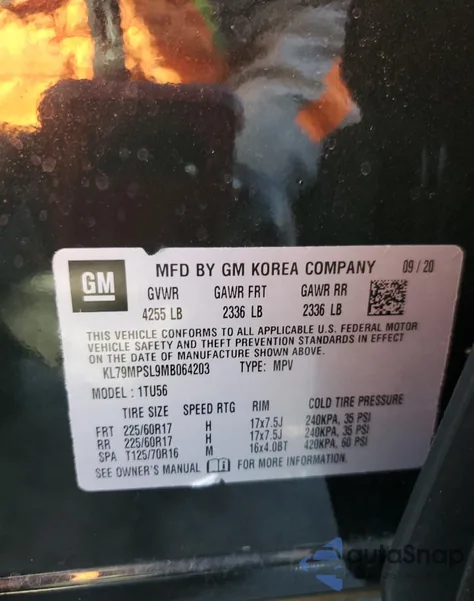 GM
MFD BY GM KOREA COMPANY 09/20
GVWR GAWR FRT GAWR RR
4255 LB 2336 LB 2336 LB
THIS VEHICLE CONFORMS TO ALL APPLICABLE U.S. FEDERAL MOTOR
VEHICLE SAFETY AND THEFT PREVENTION STANDARDS IN EFFECT
ON THE DATE OF MANUFACTURE SHOWN ABOVE.
KL79MPSL9MB064203 TYPE: MPV
MODEL: 1TU56
TIRE SIZE SPEED RTG RIM COLD TIRE PRESSURE
FRT 225/60R17 H 17x7.5J 240KPA, 35 PSI
RR 225/60R17 H 17x7.5J 240KPA, 35 PSI
SPA T125/70R16 M 16x4.0BT 420KPA, 60 PSI
SEE OWNER'S MANUAL FOR MORE INFORMATION.
autoSnap